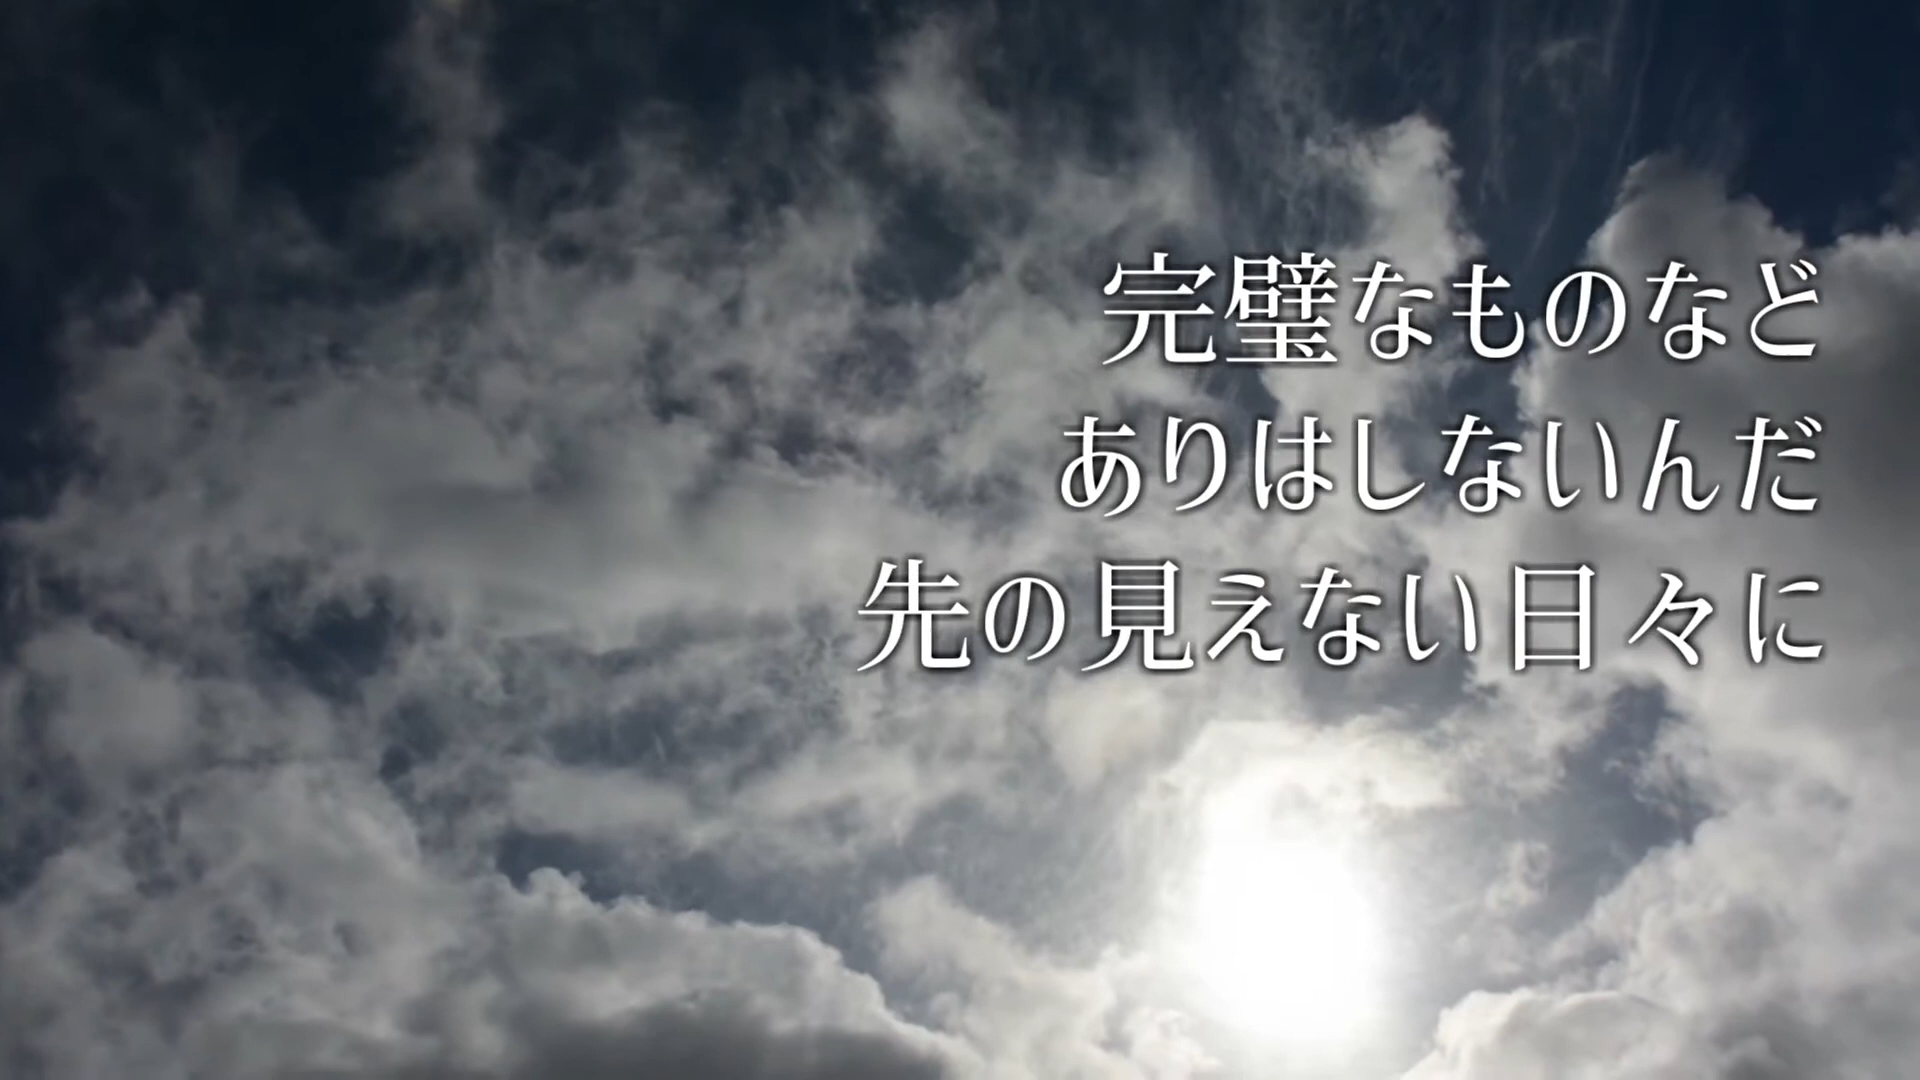 完璧なものなど
ありはしないんだ
先の見えない日々に